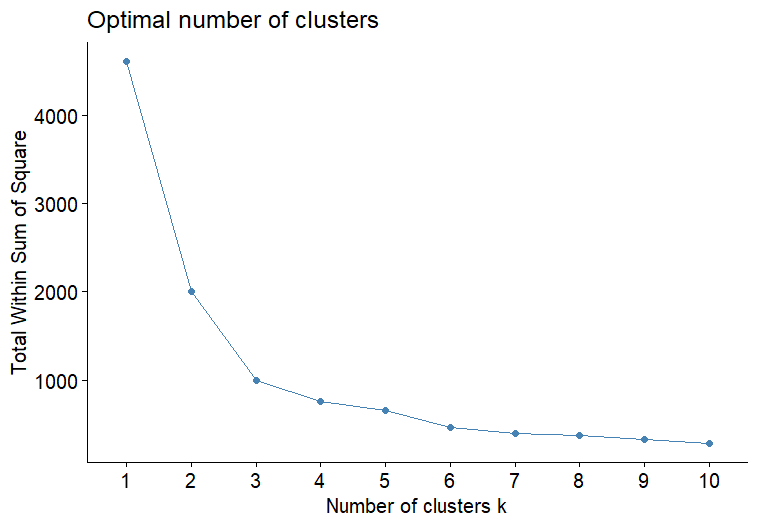 Optimal number of clusters
Total Within Sum of Square
4000
3000
2000
1000
1 2 3 4 5 6 7 8 9 10
Number of clusters k